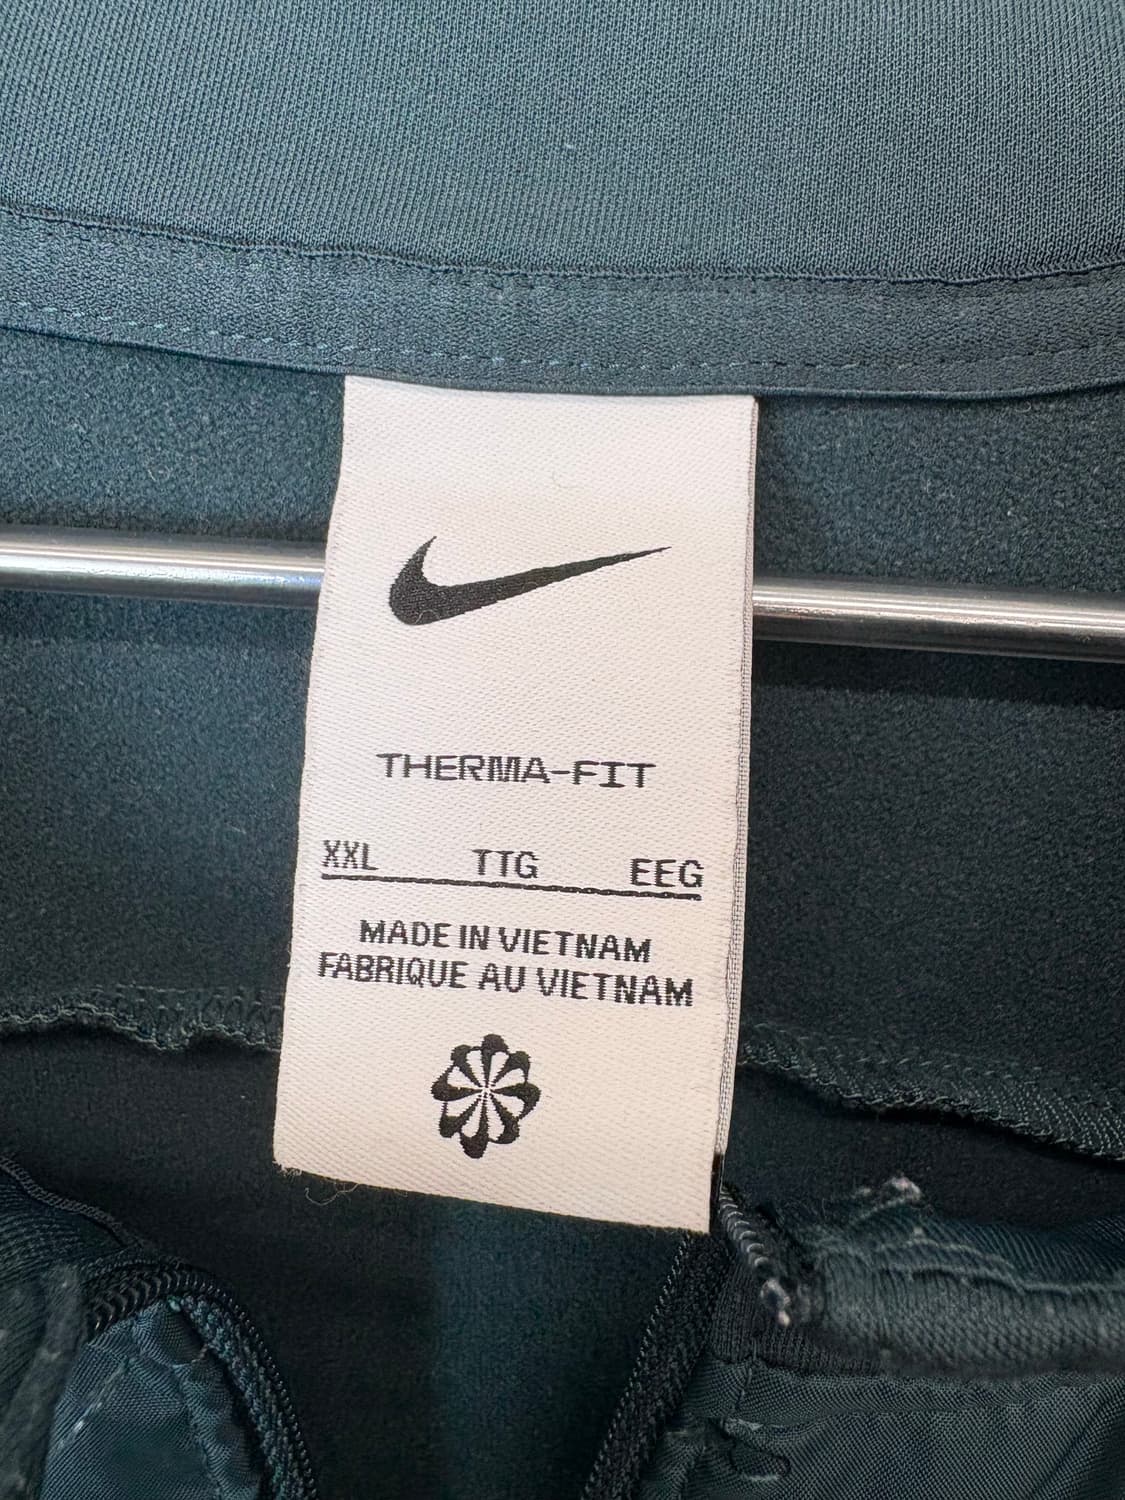 THERMA-FIT
XXL TTG EEG
MADE IN VIETNAM
FABRIQUE AU VIETNAM